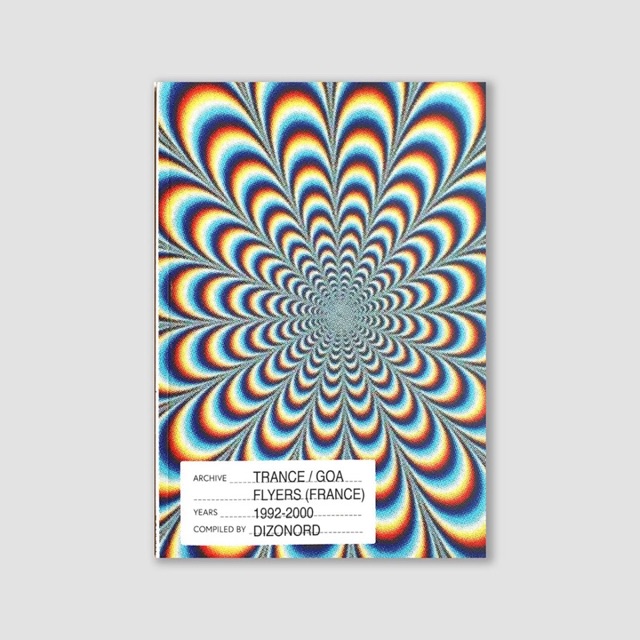 ARCHIVE TRANCE / GOA
FLYERS (FRANCE)
YEARS 1992-2000
COMPILED BY DIZONORD